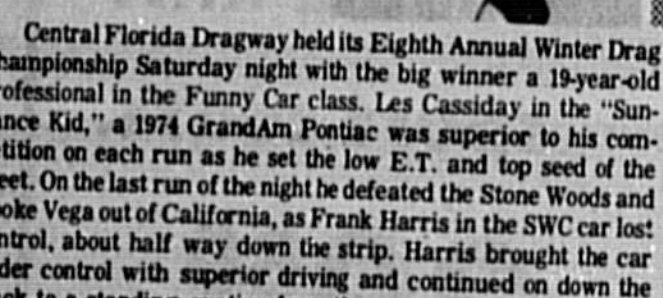 Central Florida Dragway held its Eighth Annual Winter Drag
hampionship Saturday night with the big winner a 19-year-old
rofessional in the Funny Car class. Les Cassiday in the "Sun-
ance Kid," a 1974 GrandAm Pontiac was superior to his com-
tition on each run as he set the low E.T. and top seed of the
eet. On the last run of the night he defeated the Stone Woods and
oke Vega out of California, as Frank Harris in the SWC car lost
ntrol, about half way down the strip. Harris brought the car
der control with superior driving and continued on down the